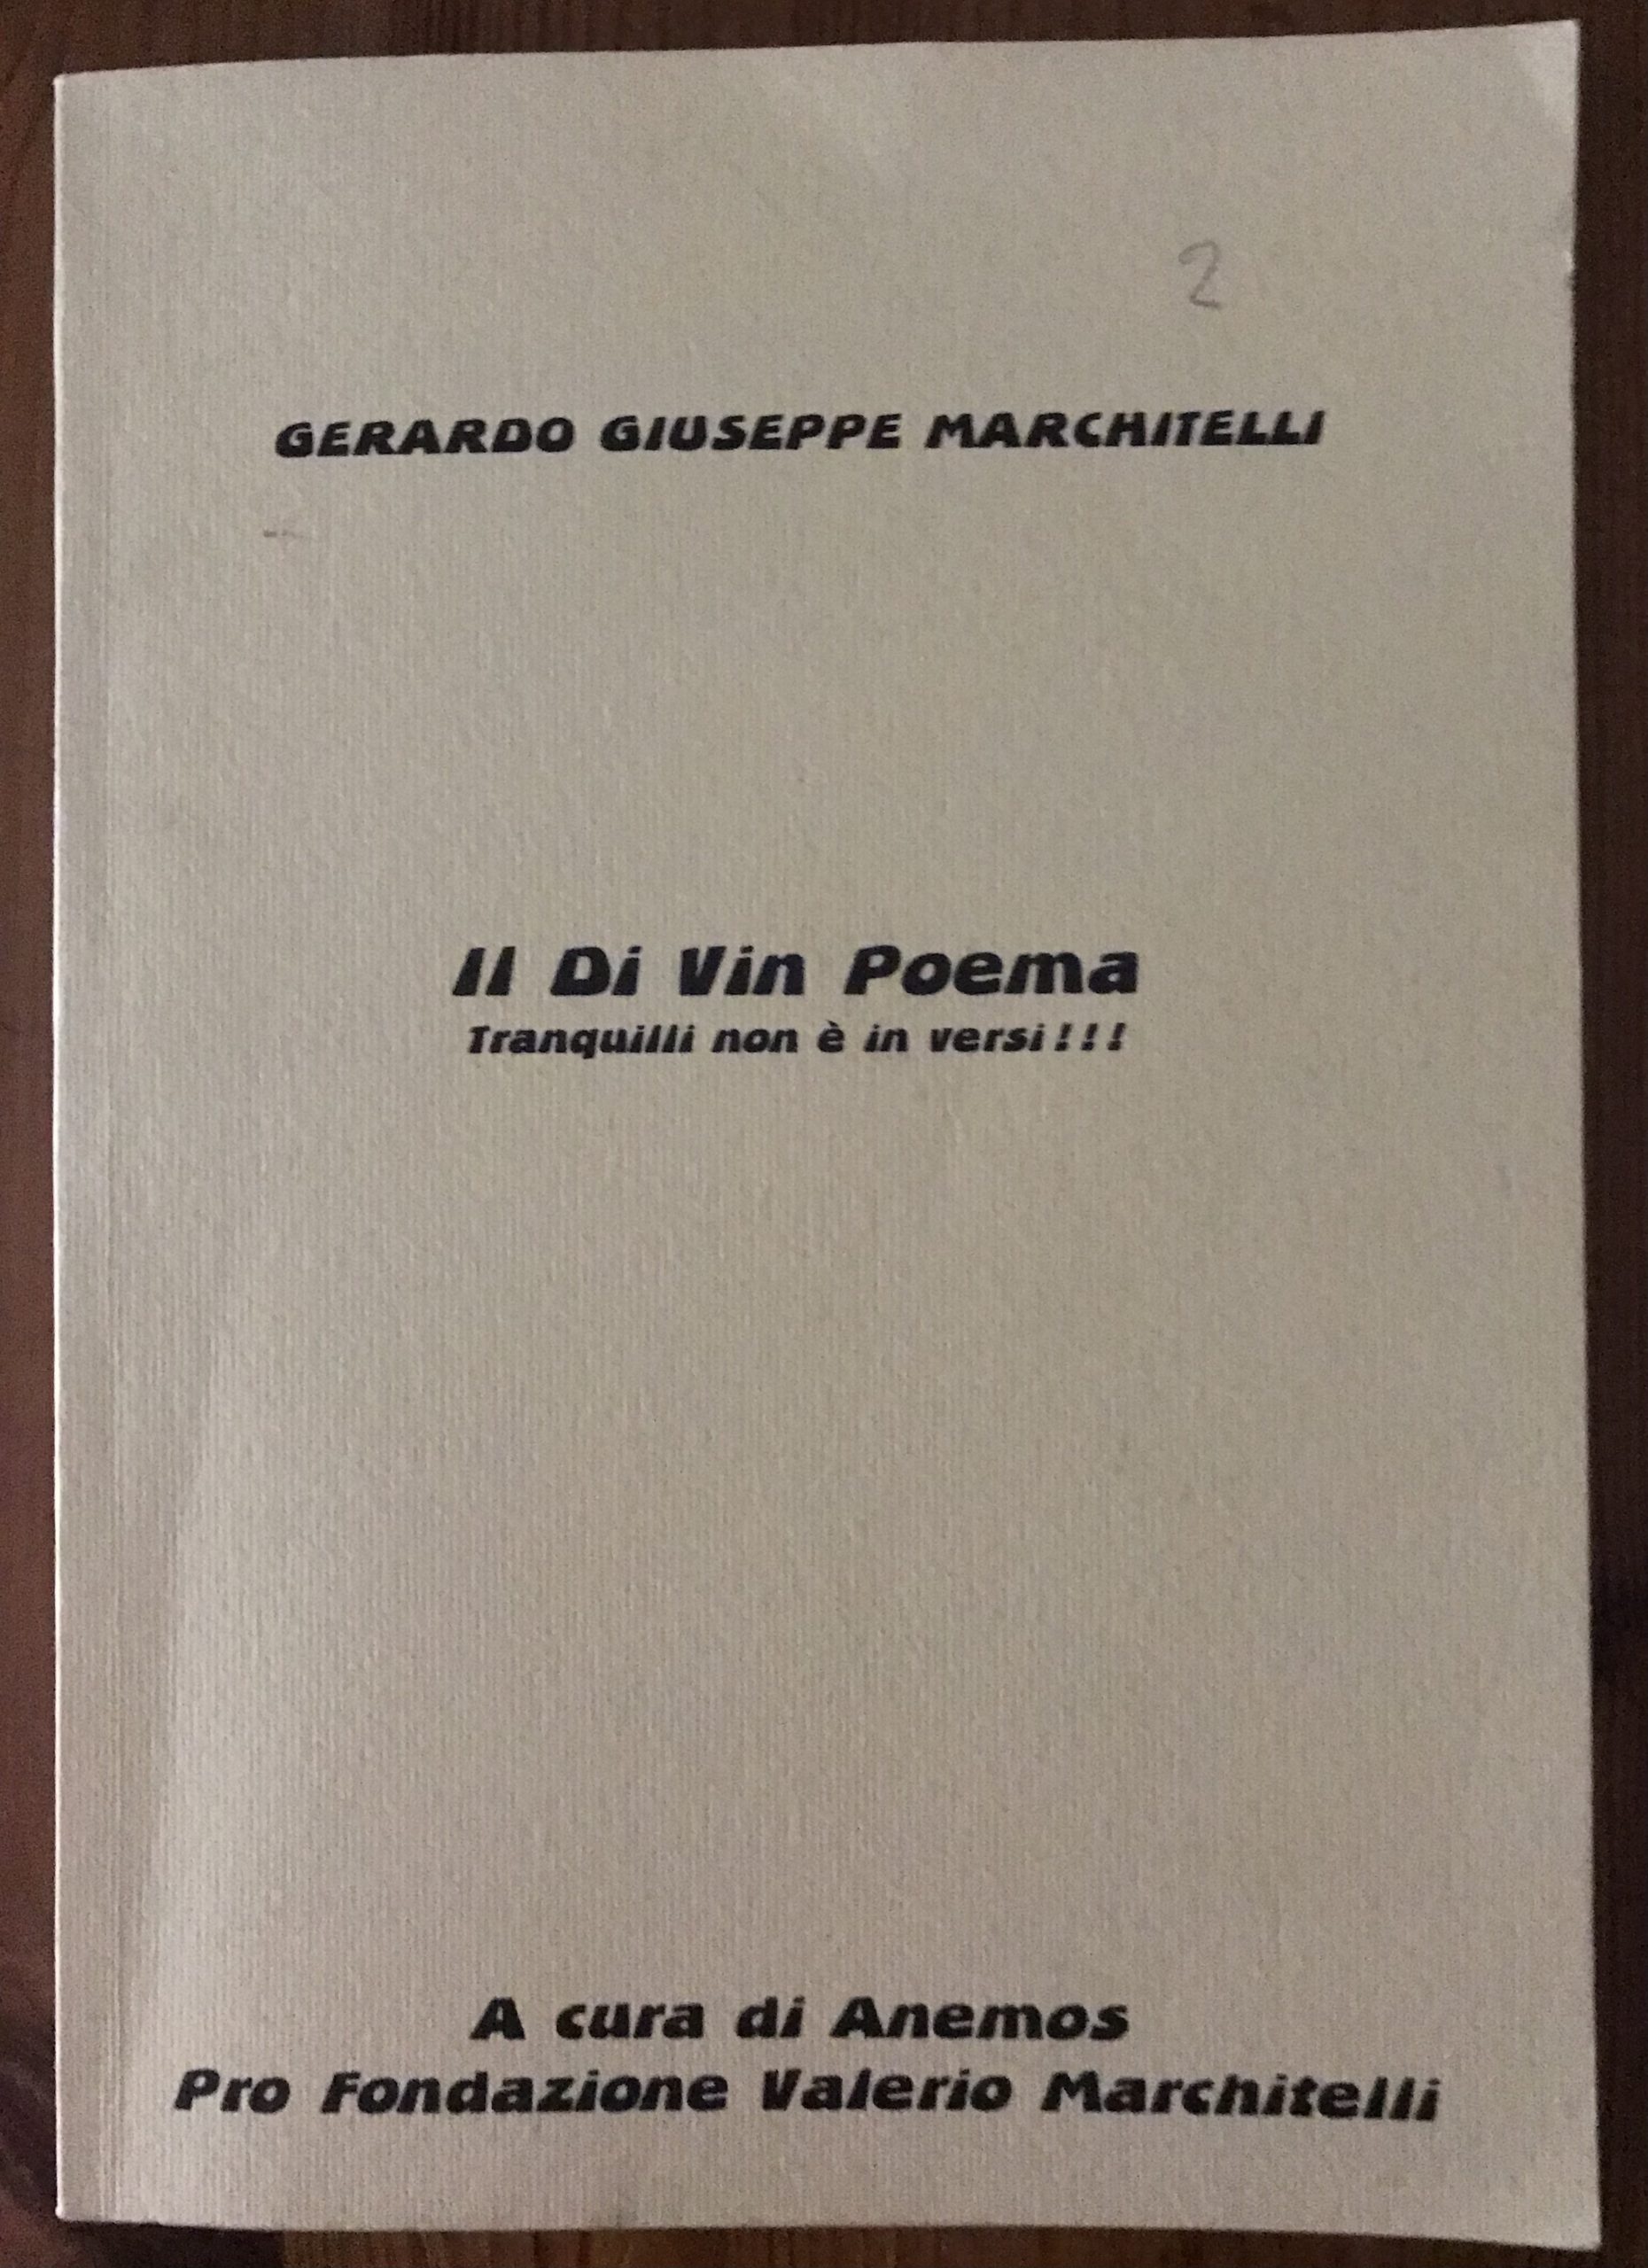 2
GERARDO GIUSEPPE MARCHITELLI
Il Di Vin Poema
Tranquilli non è in versi!!!
A cura di Anemos
Pro Fondazione Valerio Marchitelli